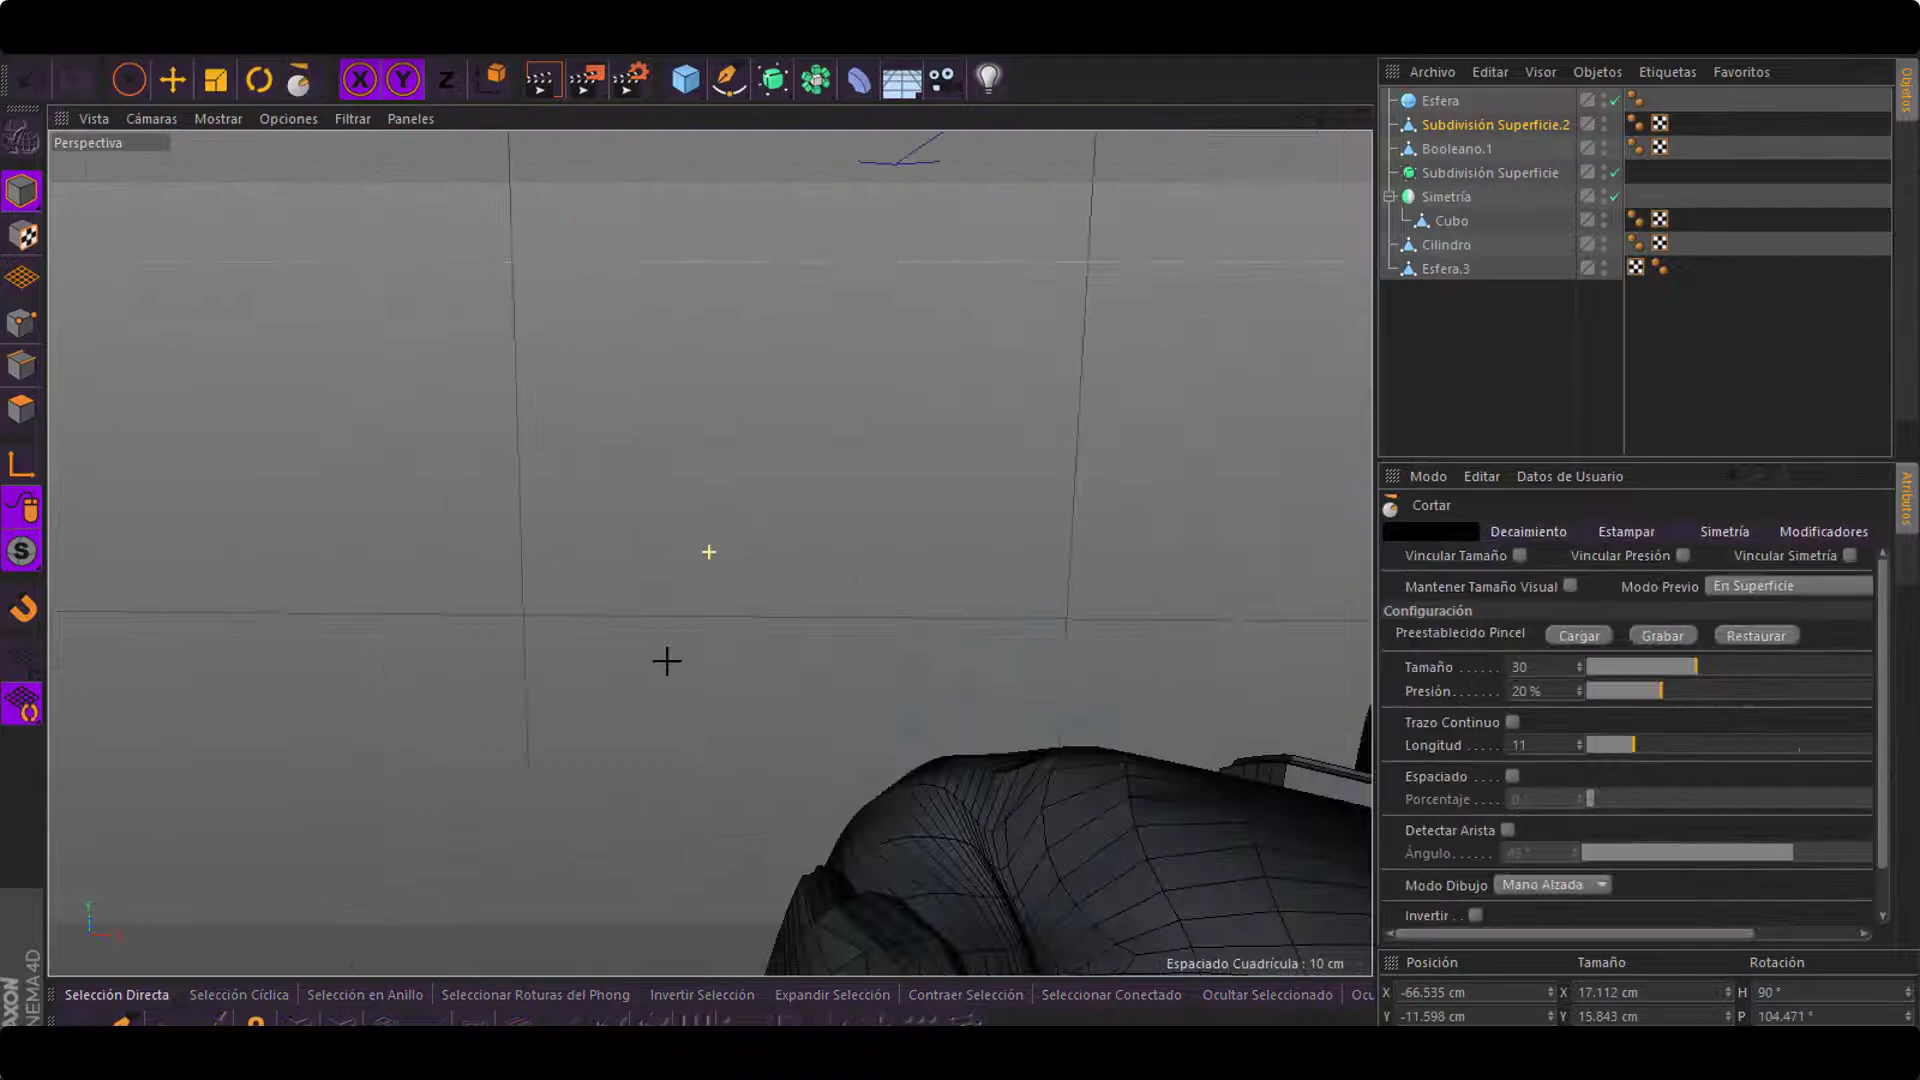 X Y Z
Archivo Editar Visor Objetos Etiquetas Favoritos
Objetos
Vista Cámaras Mostrar Opciones Filtrar Paneles
Perspectiva
Esfera
Subdivisión Superficie.2
Booleano.1
Subdivisión Superficie
Simetría
Cubo
Cilindro
Esfera.3
Modo Editar Datos de Usuario
Atributos
Cortar
Decaimiento Estampar Simetría Modificadores
Vincular Tamaño Vincular Presión Vincular Simetría
Mantener Tamaño Visual Modo Previo En Superficie
Configuración
Preestablecido Pincel Cargar Grabar Restaurar
Tamaño ...... 30
Presión....... 20 %
Trazo Continuo
Longitud ..... 11
Espaciado ....
Porcentaje ...
Detectar Arista
Ángulo......
Modo Dibujo Mano Alzada
Invertir . .
S
Y
Espaciado Cuadrícula : 10 cm
Selección Directa Selección Cíclica Selección en Anillo Seleccionar Roturas del Phong Invertir Selección Expandir Selección Contraer Selección Seleccionar Conectado Ocultar Seleccionado Ocu
Posición Tamaño Rotación
X -66.535 cm X 17.112 cm H 90 °
Y -11.598 cm Y 15.843 cm P 104.471 °
AXON
NEMA 4D